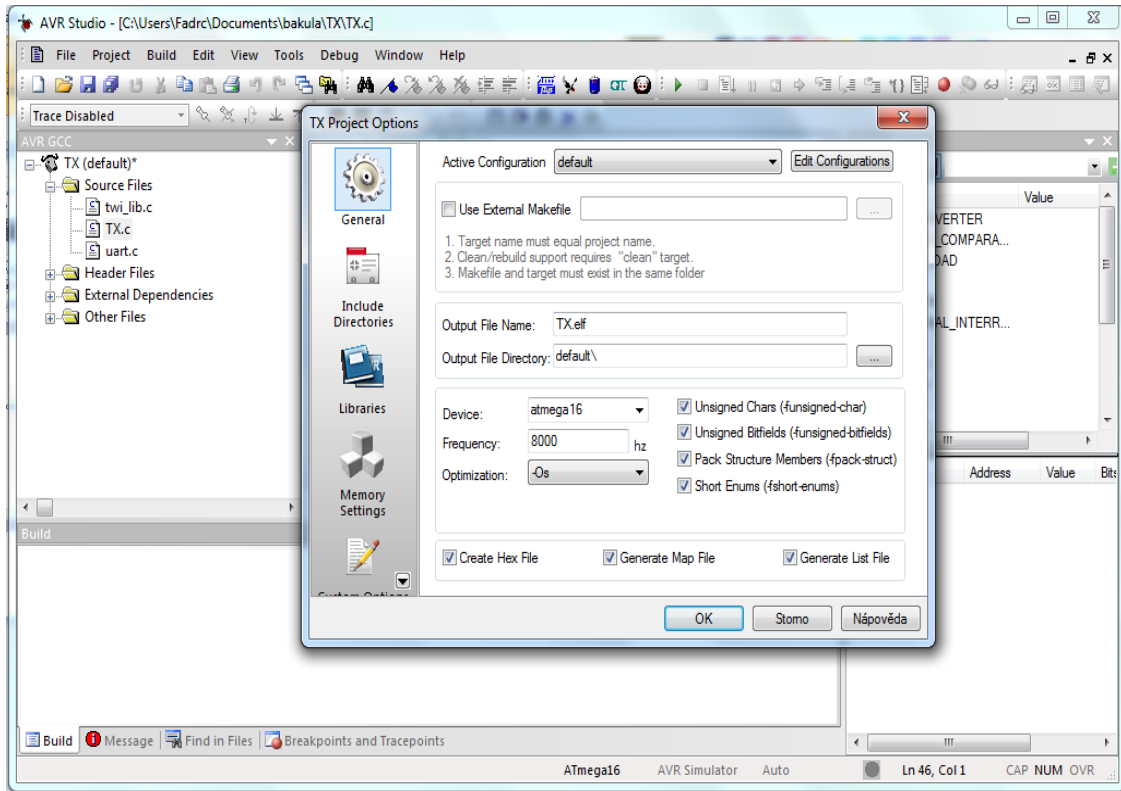 AVR Studio - [C:\Users\Fadrc\Documents\bakula\TX\TX.c]
File Project Build Edit View Tools Debug Window Help
Trace Disabled
AVR GCC
TX (default)*
Source Files
twi_lib.c
TX.c
uart.c
Header Files
External Dependencies
Other Files
TX Project Options
General
Include
Directories
Libraries
Memory
Settings
Active Configuration default Edit Configurations
Use External Makefile ...
1. Target name must equal project name.
2. Clean/rebuild support requires "clean" target.
3. Makefile and target must exist in the same folder
Output File Name: TX.elf
Output File Directory: default\ ...
Device: atmega16
Frequency: 8000 hz
Optimization: -Os
Unsigned Chars (-funsigned-char)
Unsigned Bitfields (-funsigned-bitfields)
Pack Structure Members (-fpack-struct)
Short Enums (-fshort-enums)
Create Hex File Generate Map File Generate List File
OK Storno Nápověda
Value
VERTER
_COMPARA...
OAD
AL_INTERR...
Address Value Bits
Build
Build Message Find in Files Breakpoints and Tracepoints
ATmega16 AVR Simulator Auto Ln 46, Col 1 CAP NUM OVR